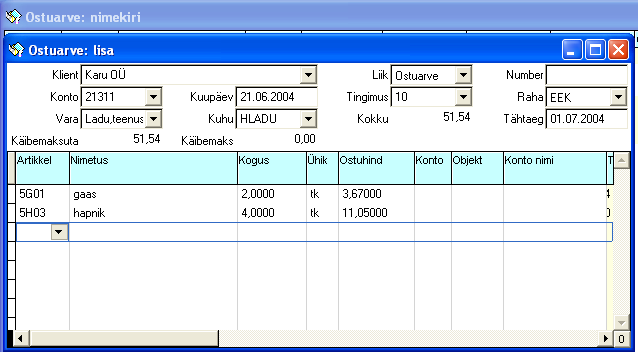 Ostuarve: nimekiri
Ostuarve: lisa
Klient Karu OÜ Liik Ostuarve Number
Konto 21311 Kuupäev 21.06.2004 Tingimus 10 Raha EEK
Vara Ladu,teenus Kuhu HLADU Kokku 51,54 Tähtaeg 01.07.2004
Käibemaksuta 51,54 Käibemaks 0,00
Artikkel Nimetus Kogus Ühik Ostuhind Konto Objekt Konto nimi T
5G01 gaas 2,0000 tk 3,67000 4
5H03 hapnik 4,0000 tk 11,05000 0
0